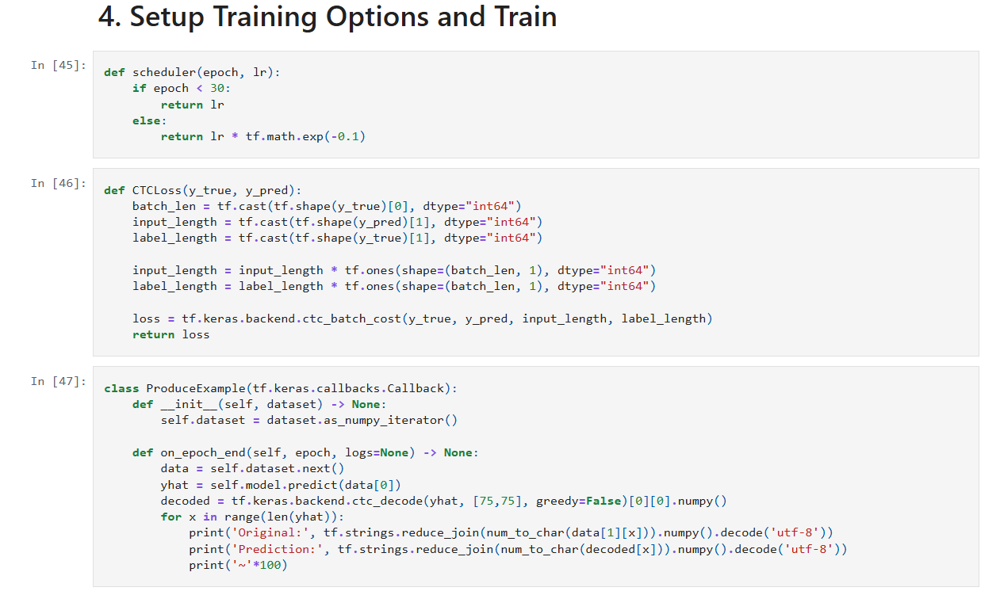 4. Setup Training Options and Train
In [45]:
def scheduler(epoch, lr):
    if epoch < 30:
        return lr
    else:
        return lr * tf.math.exp(-0.1)
In [46]:
def CTCLoss(y_true, y_pred):
    batch_len = tf.cast(tf.shape(y_true)[0], dtype="int64")
    input_length = tf.cast(tf.shape(y_pred)[1], dtype="int64")
    label_length = tf.cast(tf.shape(y_true)[1], dtype="int64")

    input_length = input_length * tf.ones(shape=(batch_len, 1), dtype="int64")
    label_length = label_length * tf.ones(shape=(batch_len, 1), dtype="int64")

    loss = tf.keras.backend.ctc_batch_cost(y_true, y_pred, input_length, label_length)
    return loss
In [47]:
class ProduceExample(tf.keras.callbacks.Callback):
    def __init__(self, dataset) -> None:
        self.dataset = dataset.as_numpy_iterator()

    def on_epoch_end(self, epoch, logs=None) -> None:
        data = self.dataset.next()
        yhat = self.model.predict(data[0])
        decoded = tf.keras.backend.ctc_decode(yhat, [75,75], greedy=False)[0][0].numpy()
        for x in range(len(yhat)):
            print('Original:', tf.strings.reduce_join(num_to_char(data[1][x])).numpy().decode('utf-8'))
            print('Prediction:', tf.strings.reduce_join(num_to_char(decoded[x])).numpy().decode('utf-8'))
            print('~'*100)